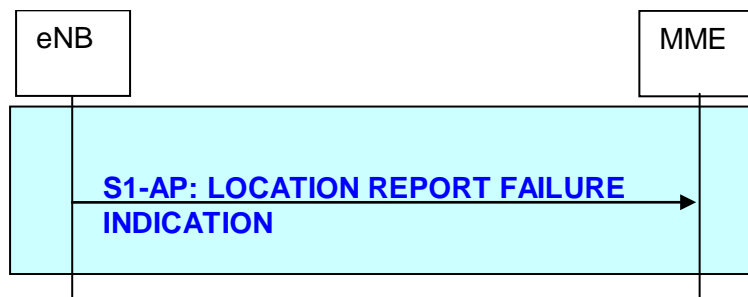 eNB
MME
S1-AP: LOCATION REPORT FAILURE
INDICATION